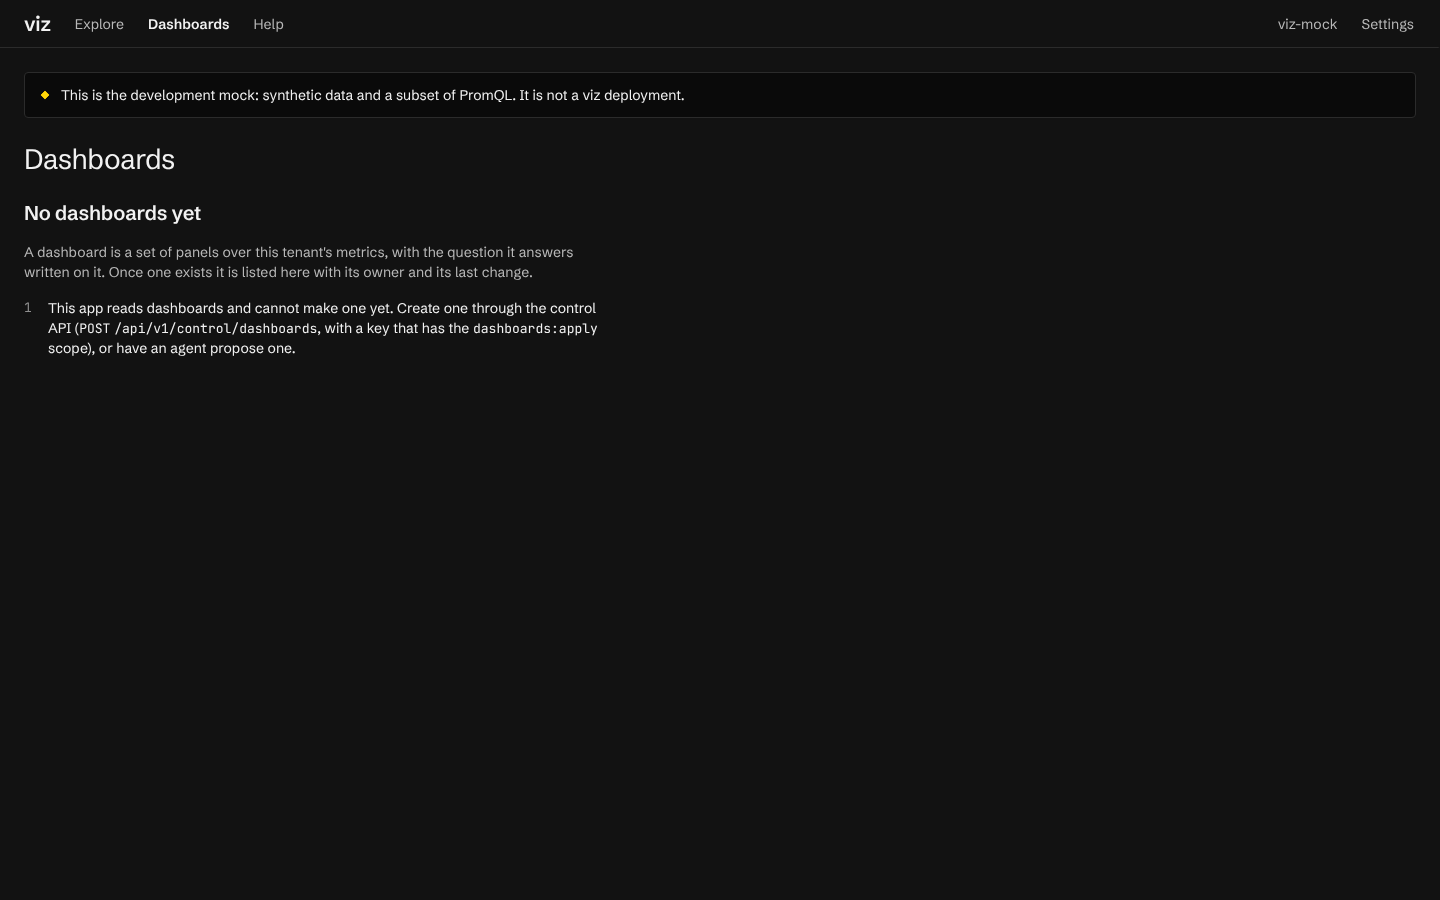 viz Explore Dashboards Help viz-mock Settings
This is the development mock: synthetic data and a subset of PromQL. It is not a viz deployment.
Dashboards
No dashboards yet
A dashboard is a set of panels over this tenant's metrics, with the question it answers
written on it. Once one exists it is listed here with its owner and its last change.
1 This app reads dashboards and cannot make one yet. Create one through the control
API (POST /api/v1/control/dashboards, with a key that has the dashboards:apply
scope), or have an agent propose one.